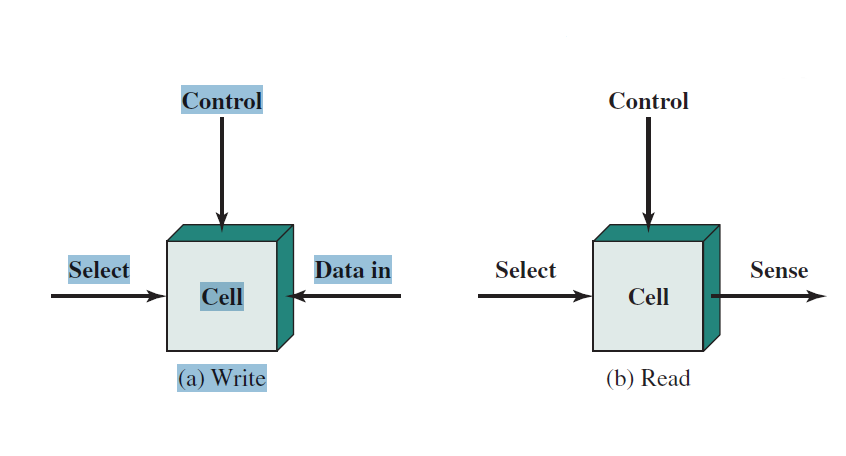 Control
Control
Select
Data in
Select
Sense
Cell
Cell
(a) Write
(b) Read